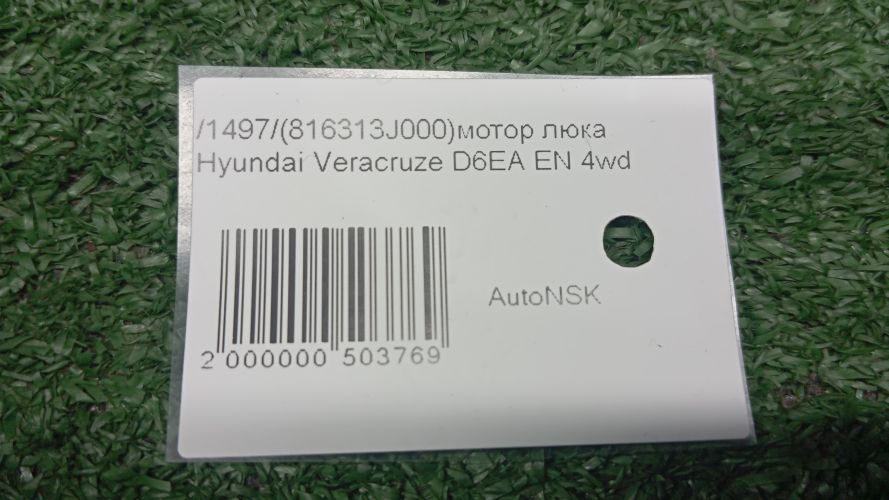 /1497/(816313J000)мотор люка
Hyundai Veracruze D6EA EN 4wd
AutoNSK
2 000000 503769